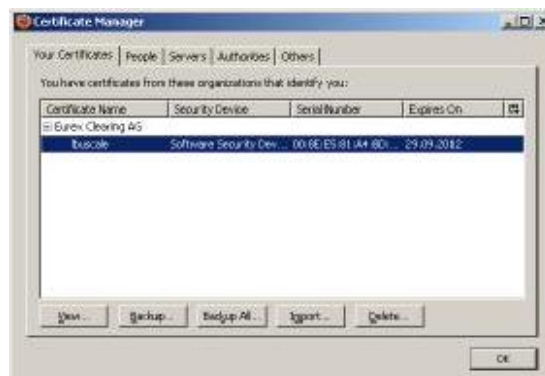 Certificate Manager
Your Certificates People Servers Authorities Others
You have certificates from these organizations that identify you:
Certificate Name Security Device Serial Number Expires On
Eurex Clearing AG
Software Security Dev... 29.09.2012
View... Backup... Backup All... Import... Delete...
OK